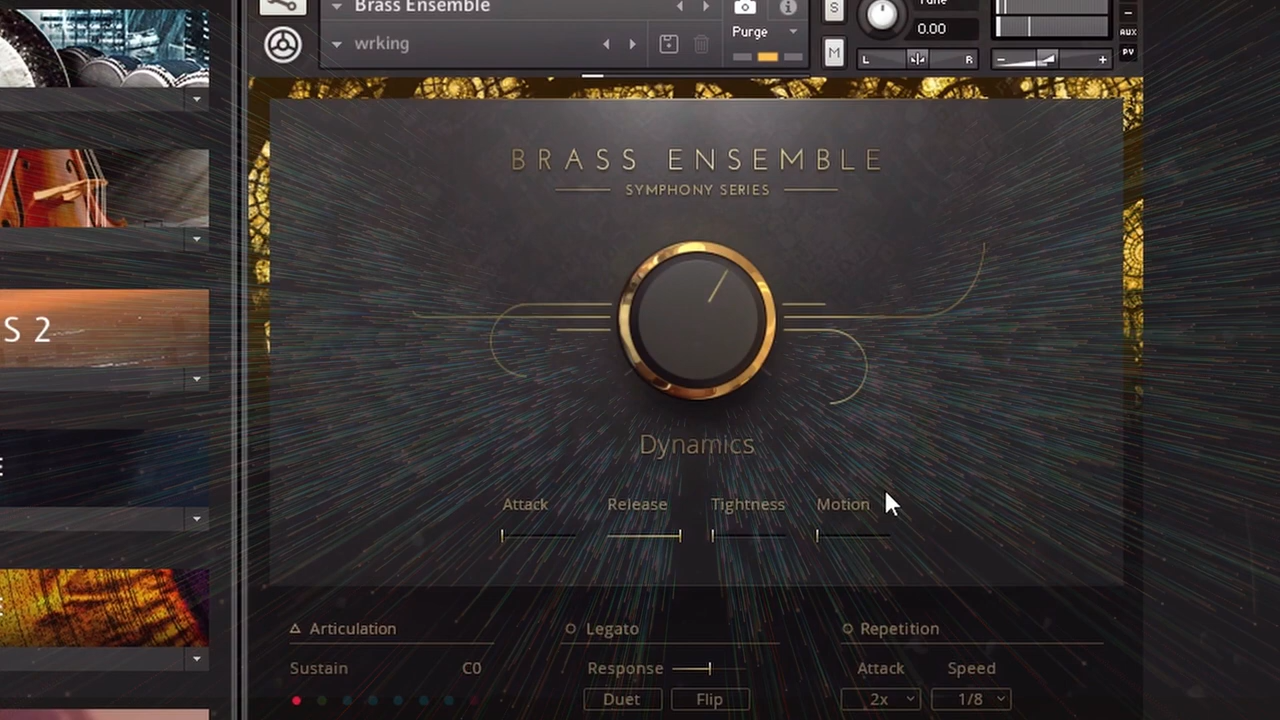 Brass Ensemble
wrking
Purge
S
M
Tune
0.00
L
R
AUX
PV
S 2
BRASS ENSEMBLE
SYMPHONY SERIES
Dynamics
Attack Release Tightness Motion
Articulation Legato Repetition
Sustain C0 Response Attack Speed
Duet Flip 2x 1/8